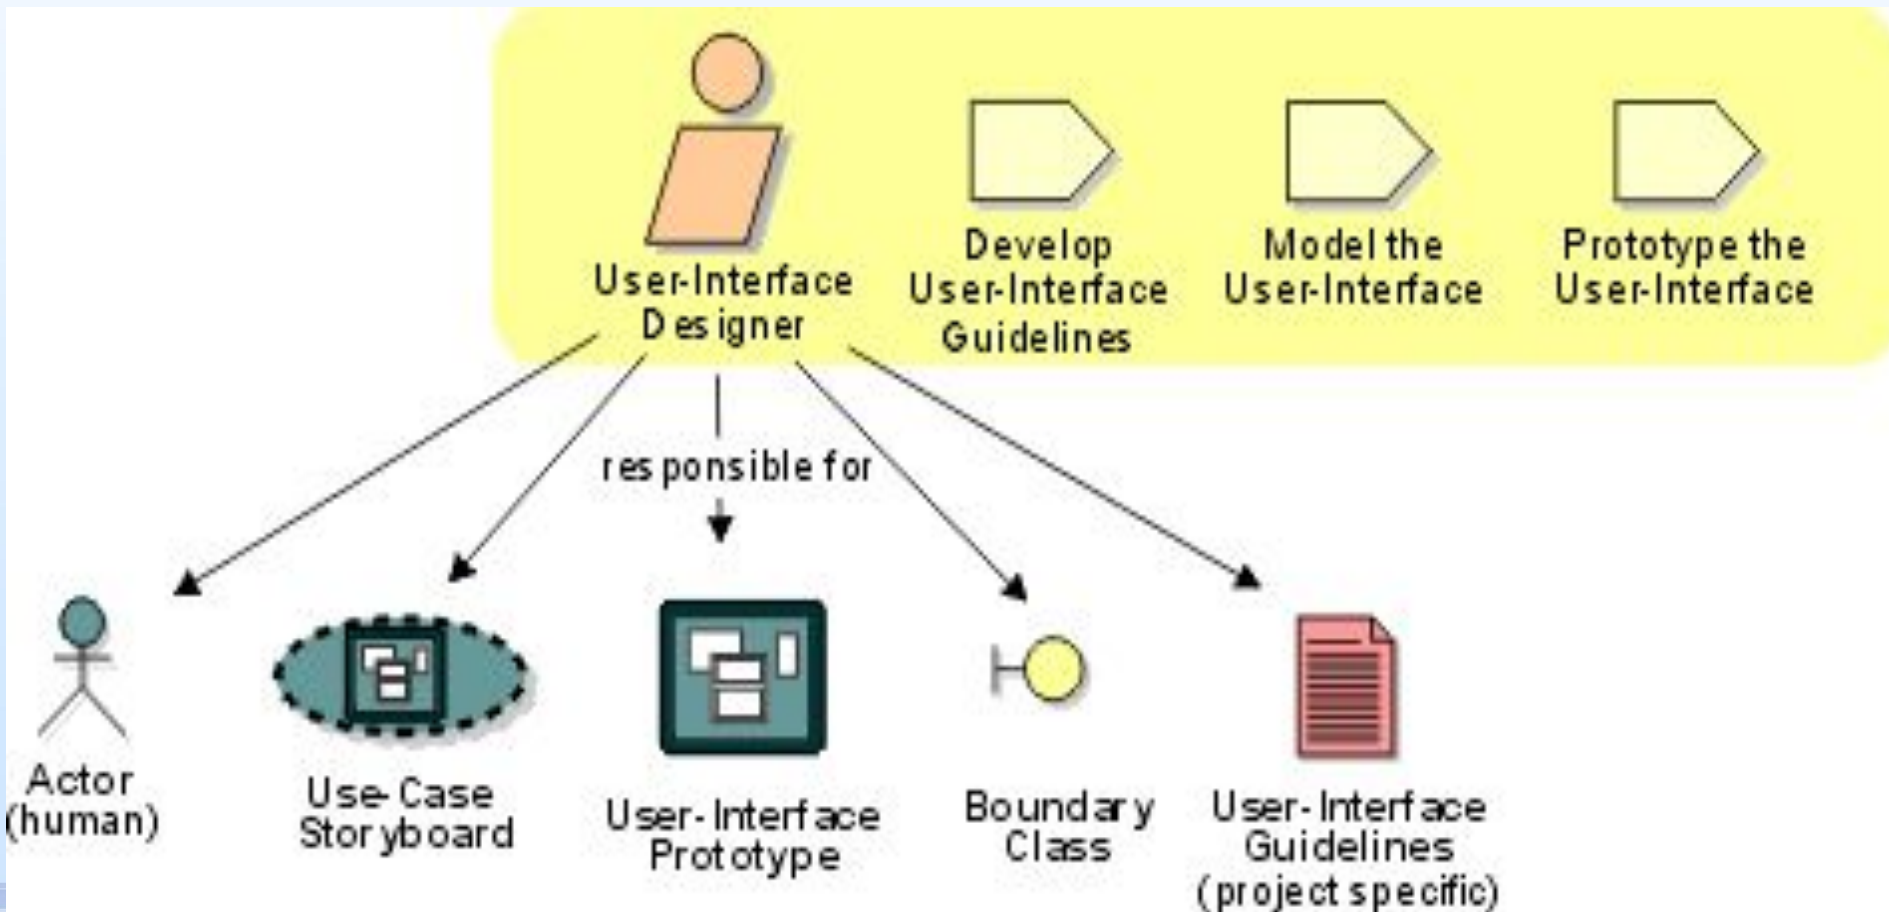 User-Interface
Designer
Develop
User-Interface
Guidelines
Model the
User-Interface
Prototype the
User-Interface
responsible for
Actor
(human)
Use-Case
Storyboard
User-Interface
Prototype
Boundary
Class
User-Interface
Guidelines
(project specific)